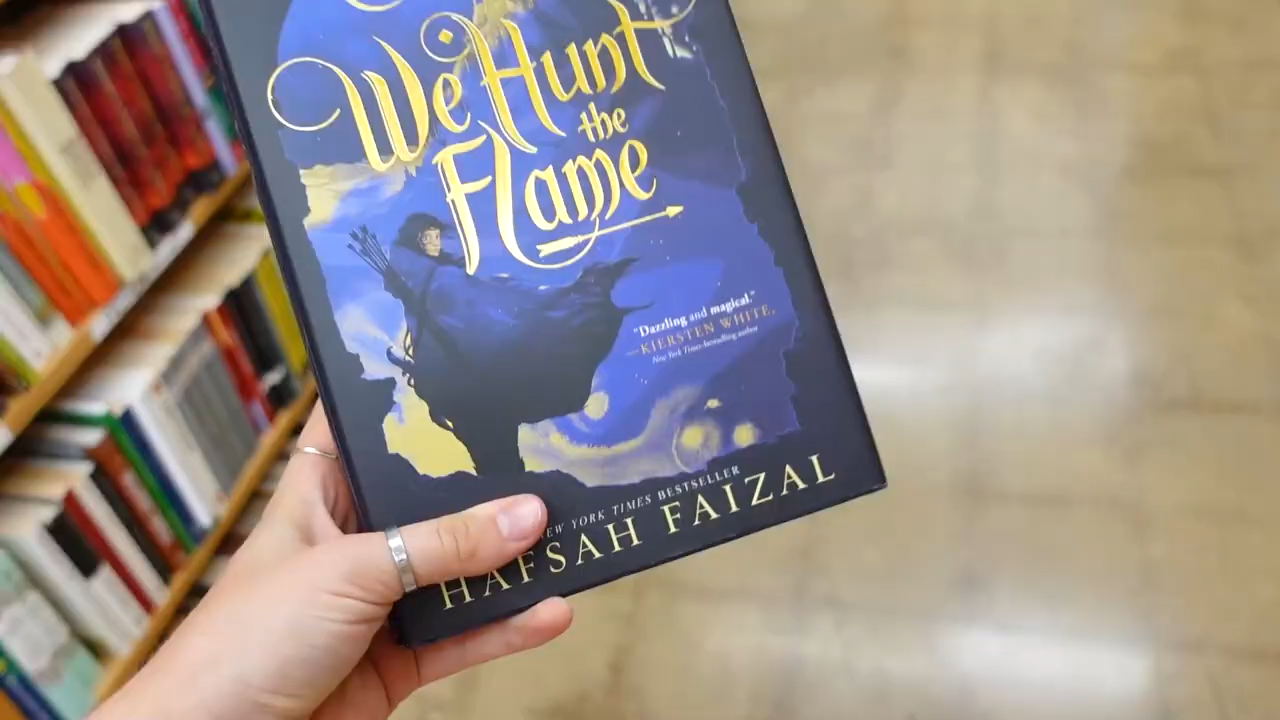 We Hunt
the
Flame
"Dazzling and magical."
—KIERSTEN WHITE,
New York Times-bestselling author
EW YORK TIMES BESTSELLER
HAFSAH FAIZAL